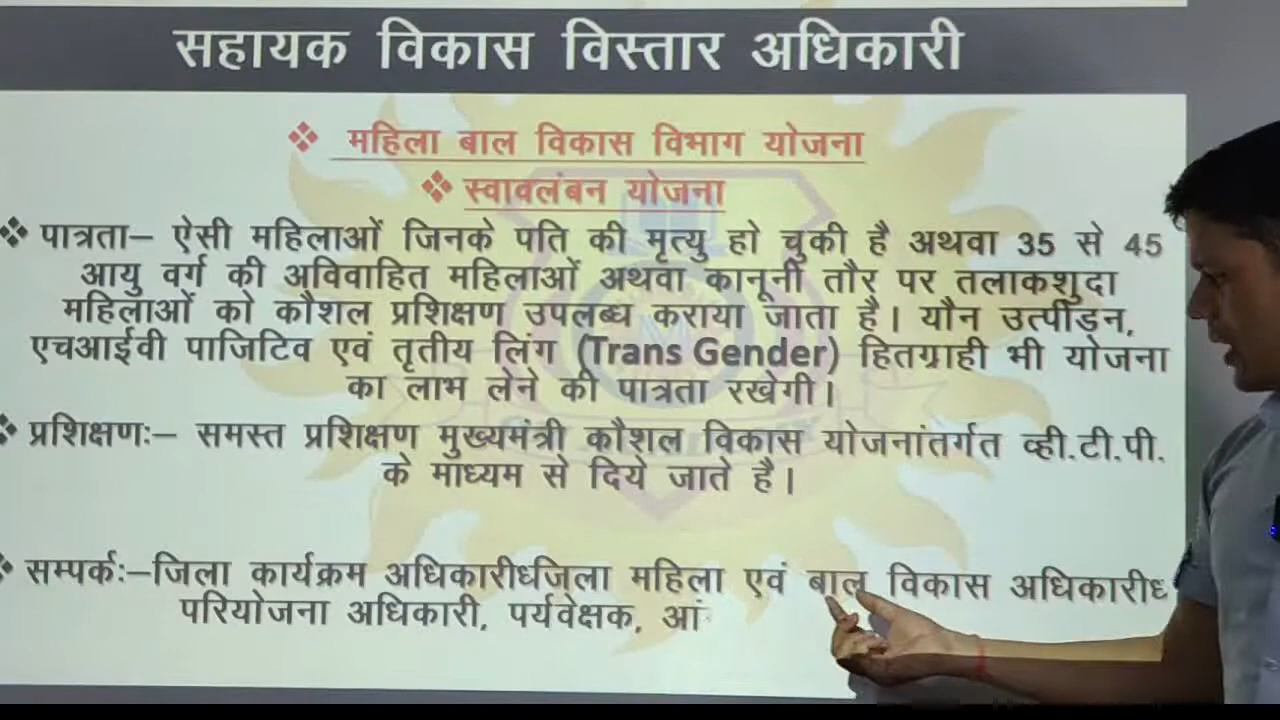 सहायक विकास विस्तार अधिकारी
❖ महिला बाल विकास विभाग योजना
❖ स्वावलंबन योजना
❖ पात्रता– ऐसी महिलाओं जिनके पति की मृत्यु हो चुकी है अथवा 35 से 45
आयु वर्ग की अविवाहित महिलाओं अथवा कानूनी तौर पर तलाकशुदा
महिलाओं को कौशल प्रशिक्षण उपलब्ध कराया जाता है। यौन उत्पीड़न,
एचआईवी पाजिटिव एवं तृतीय लिंग (Trans Gender) हितग्राही भी योजना
का लाभ लेने की पात्रता रखेगी।
❖ प्रशिक्षणः– समस्त प्रशिक्षण मुख्यमंत्री कौशल विकास योजनांतर्गत व्ही.टी.पी.
के माध्यम से दिये जाते है।
❖ सम्पर्कः–जिला कार्यक्रम अधिकारीध्जिला महिला एवं बाल विकास अधिकारीध्
परियोजना अधिकारी, पर्यवेक्षक,